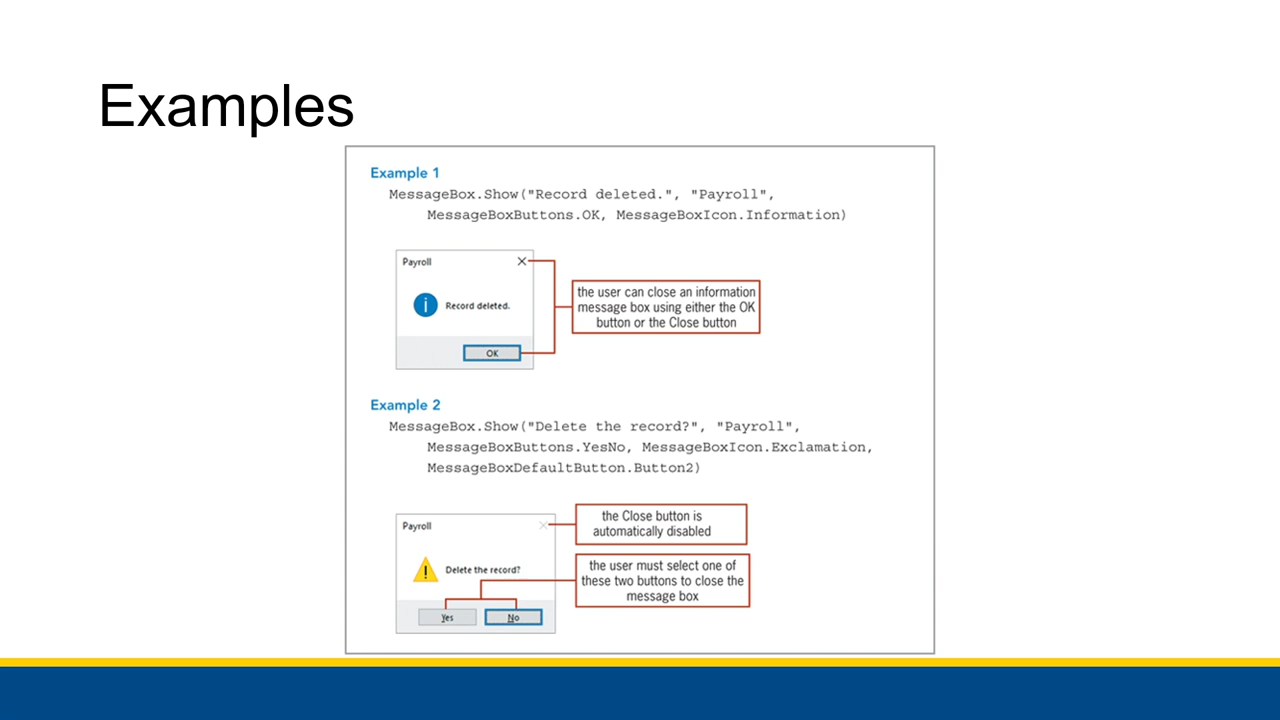 Examples
Example 1
MessageBox.Show("Record deleted.", "Payroll",
MessageBoxButtons.OK, MessageBoxIcon.Information)
Payroll
Record deleted.
OK
the user can close an information
message box using either the OK
button or the Close button
Example 2
MessageBox.Show("Delete the record?", "Payroll",
MessageBoxButtons.YesNo, MessageBoxIcon.Exclamation,
MessageBoxDefaultButton.Button2)
Payroll
the Close button is
automatically disabled
Delete the record?
the user must select one of
these two buttons to close the
message box
Yes
No